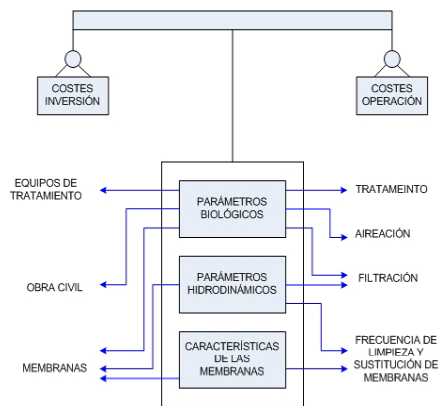 COSTES
INVERSIÓN
COSTES
OPERACIÓN
EQUIPOS DE
TRATAMIENTO
PARÁMETROS
BIOLÓGICOS
TRATAMEINTO
AIREACIÓN
OBRA CIVIL
PARÁMETROS
HIDRODINÁMICOS
FILTRACIÓN
MEMBRANAS
CARACTERÍSTICAS
DE LAS
MEMBRANAS
FRECUENCIA DE
LIMPIEZA Y
SUSTITUCIÓN DE
MEMBRANAS